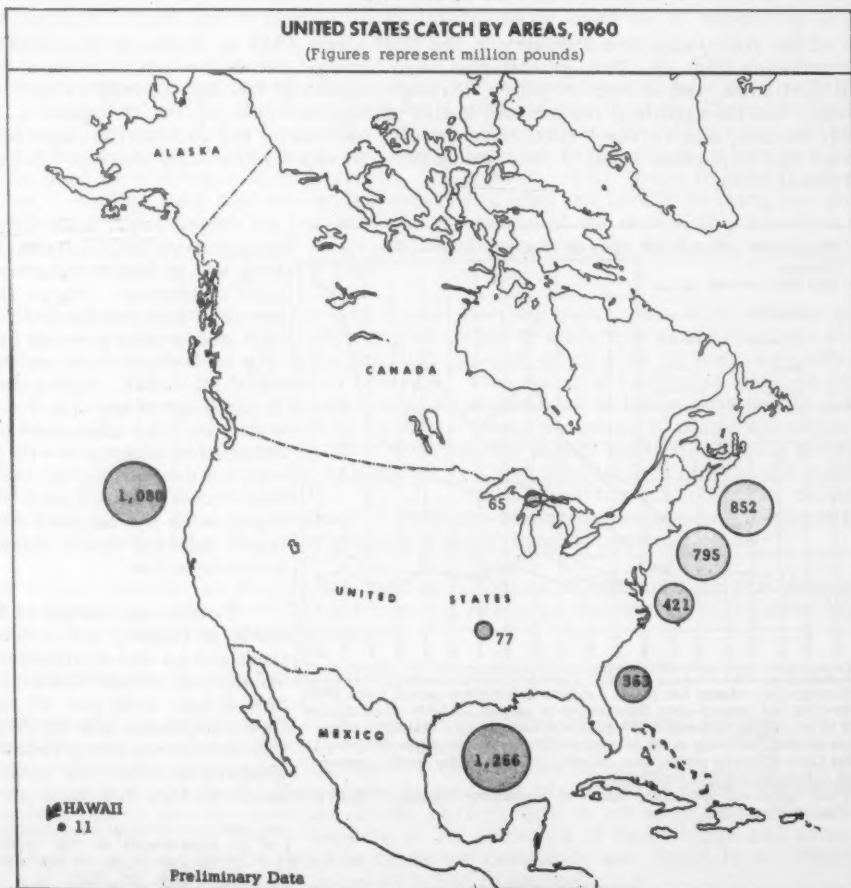 UNITED STATES CATCH BY AREAS, 1960
(Figures represent million pounds)
ALASKA
CANADA
1,080
65
852
795
UNITED STATES
421
77
363
MEXICO
1,266
HAWAII
11
Preliminary Data